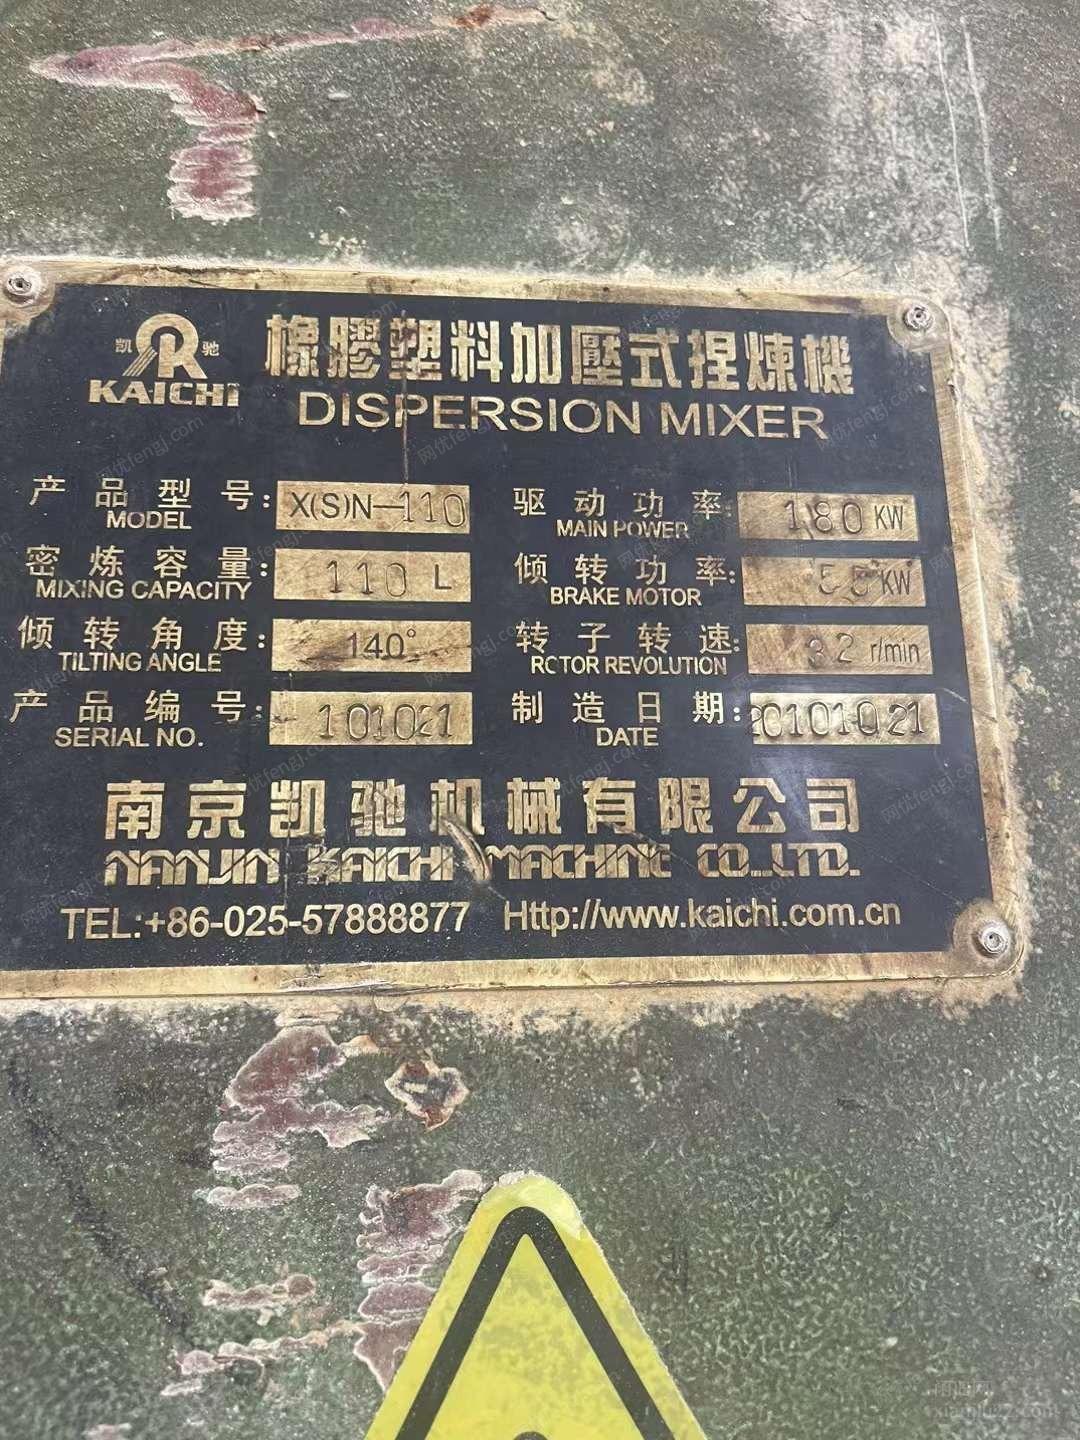 凯 驰 橡膠塑料加壓式捏煉機
KAICHI DISPERSION MIXER
产品型号: X(S)N-110 驱动功率: 180 KW
MODEL MAIN POWER
密炼容量: 110 L 倾转功率: 5.5 KW
MIXING CAPACITY BRAKE MOTOR
倾转角度: 140° 转子转速: 32 r/min
TILTING ANGLE ROTOR REVOLUTION
产品编号: 101021 制造日期: 20101021
SERIAL NO. DATE
南京凯驰机械有限公司
NANJIN KAICHI MACHINE CO.,LTD.
TEL:+86-025-57888877 Http://www.kaichi.com.cn